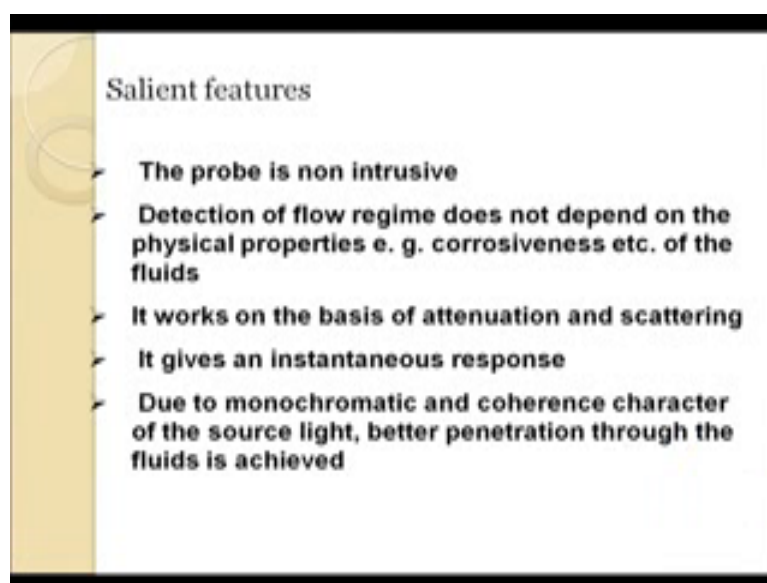 Salient features
The probe is non intrusive
Detection of flow regime does not depend on the
physical properties e. g. corrosiveness etc. of the
fluids
It works on the basis of attenuation and scattering
It gives an instantaneous response
Due to monochromatic and coherence character
of the source light, better penetration through the
fluids is achieved